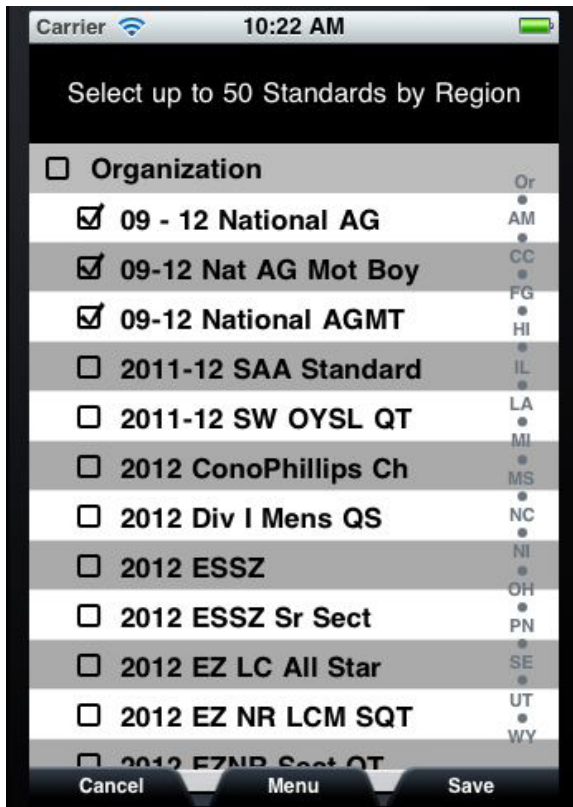 Carrier 10:22 AM
Select up to 50 Standards by Region
Organization
09 - 12 National AG
09-12 Nat AG Mot Boy
09-12 National AGMT
2011-12 SAA Standard
2011-12 SW OYSL QT
2012 ConoPhillips Ch
2012 Div I Mens QS
2012 ESSZ
2012 ESSZ Sr Sect
2012 EZ LC All Star
2012 EZ NR LCM SQT
2012 EZNR Sect QT
Or
AM
CC
FG
HI
IL
LA
MI
MS
NC
NI
OH
PN
SE
UT
WY
Cancel Menu Save